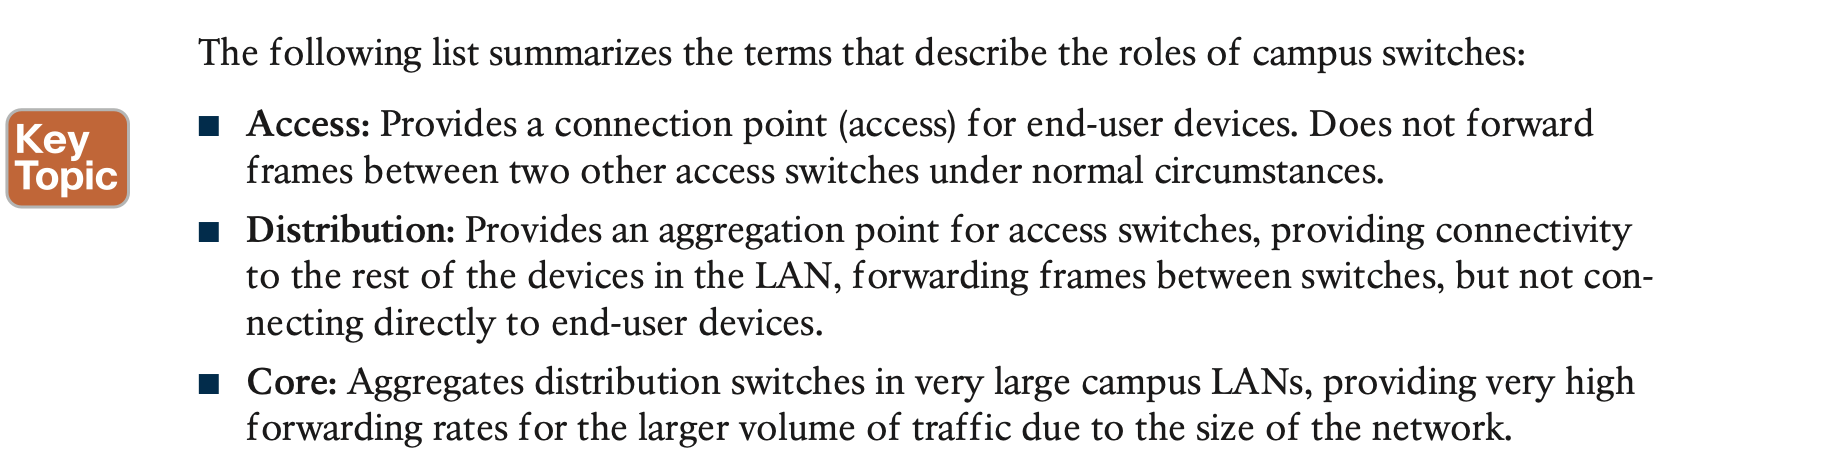 The following list summarizes the terms that describe the roles of campus switches:
Key
Topic
■ Access: Provides a connection point (access) for end-user devices. Does not forward
frames between two other access switches under normal circumstances.
■ Distribution: Provides an aggregation point for access switches, providing connectivity
to the rest of the devices in the LAN, forwarding frames between switches, but not con-
necting directly to end-user devices.
■ Core: Aggregates distribution switches in very large campus LANs, providing very high
forwarding rates for the larger volume of traffic due to the size of the network.